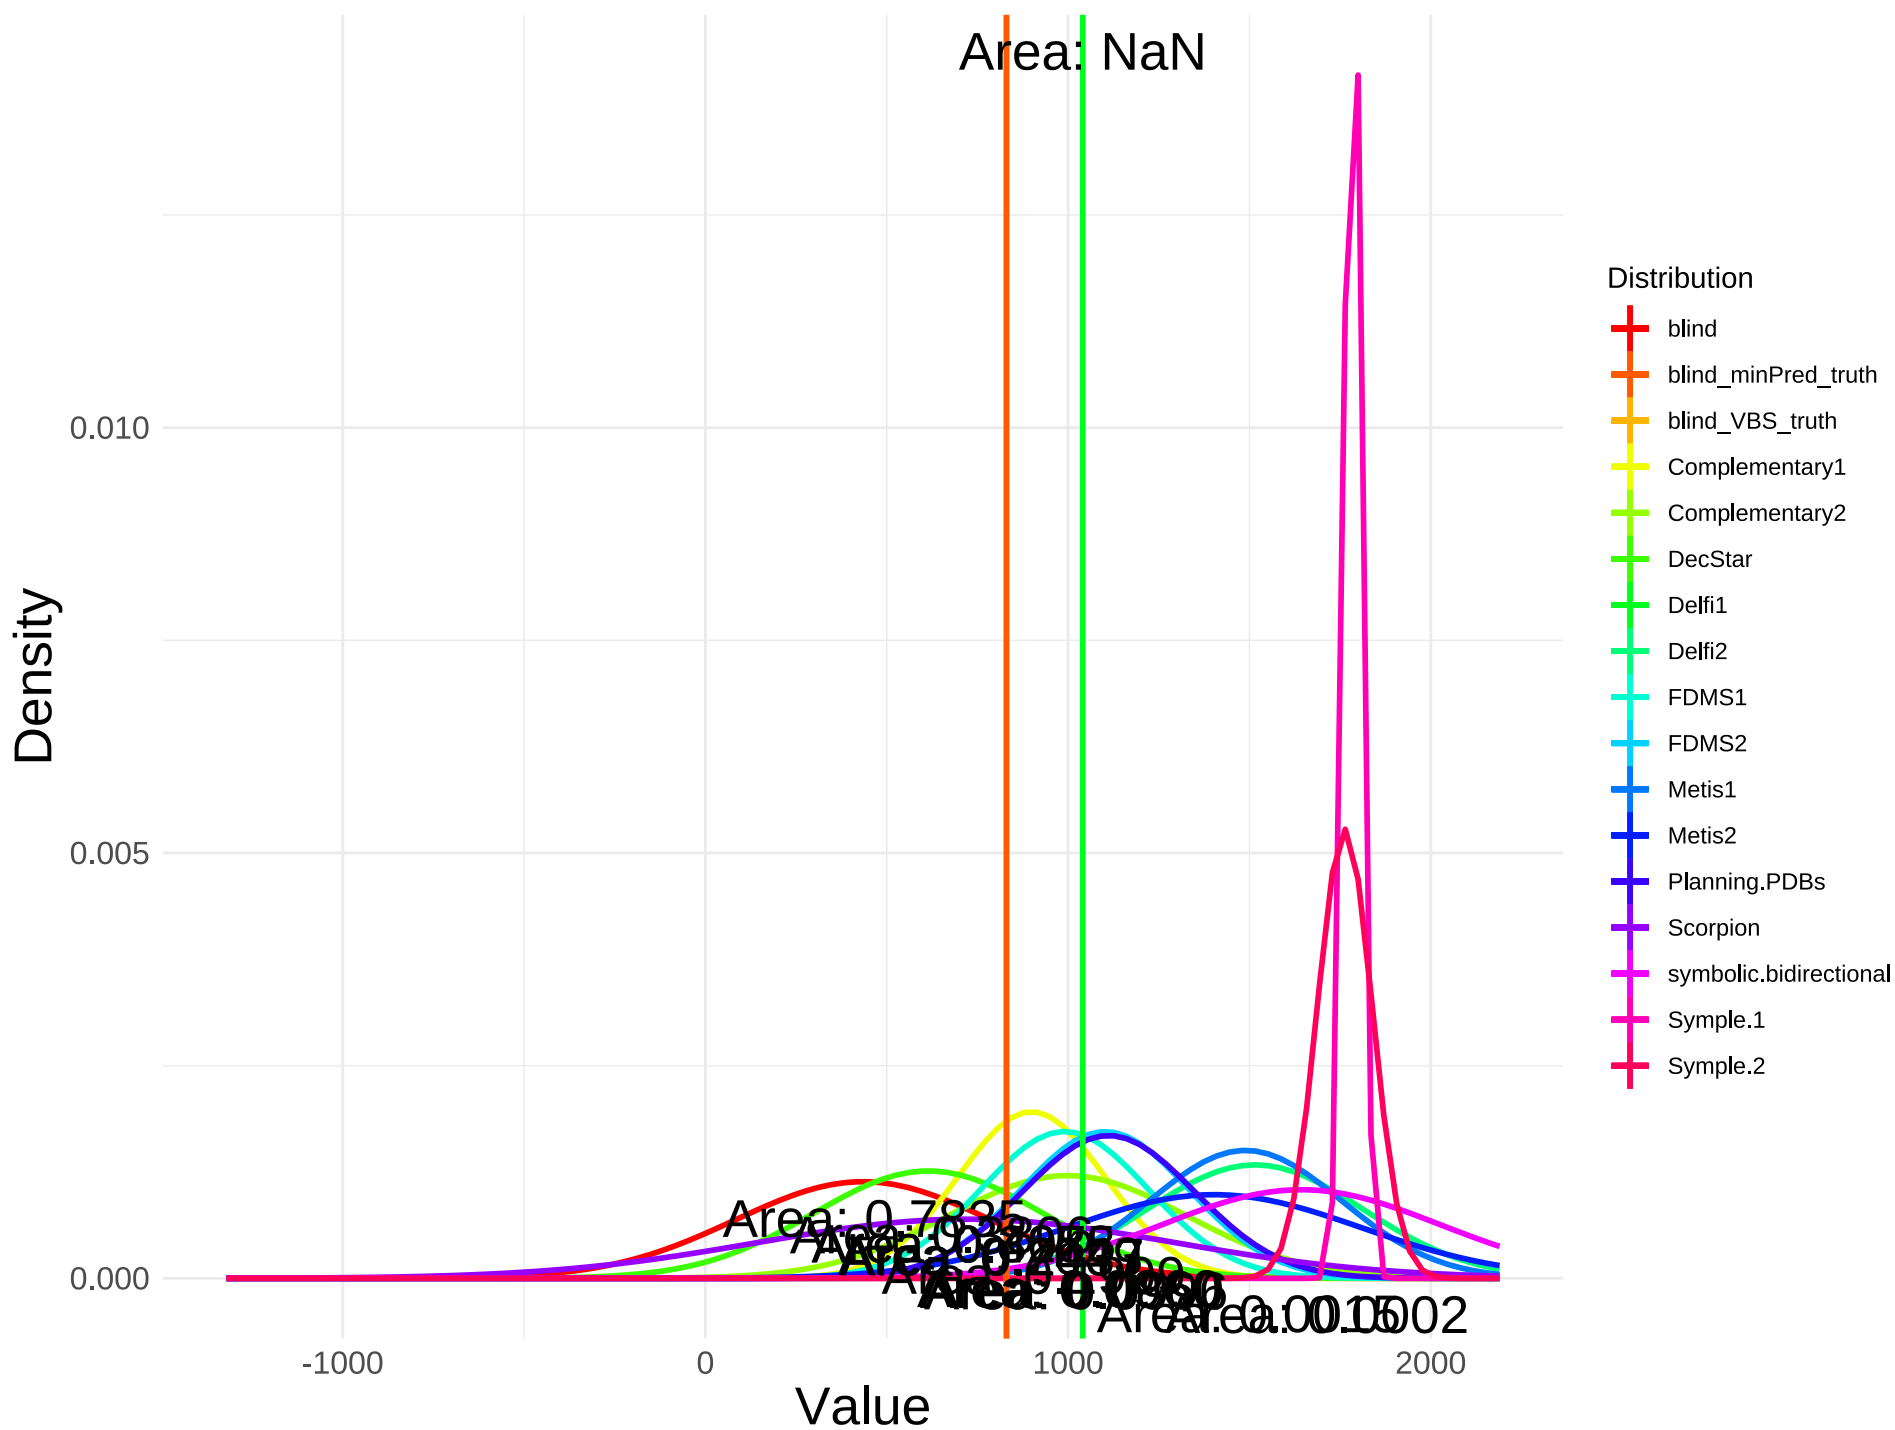 Area: NaN
Distribution
blind
blind_minPred_truth
blind_VBS_truth
Complementary1
Complementary2
DecStar
Delfi1
Delfi2
FDMS1
FDMS2
Metis1
Metis2
Planning.PDBs
Scorpion
symbolic.bidirectional
Symple.1
Symple.2
Density
0.010
0.005
0.000
Area: 0.7835
-1000
0
1000
2000
Value